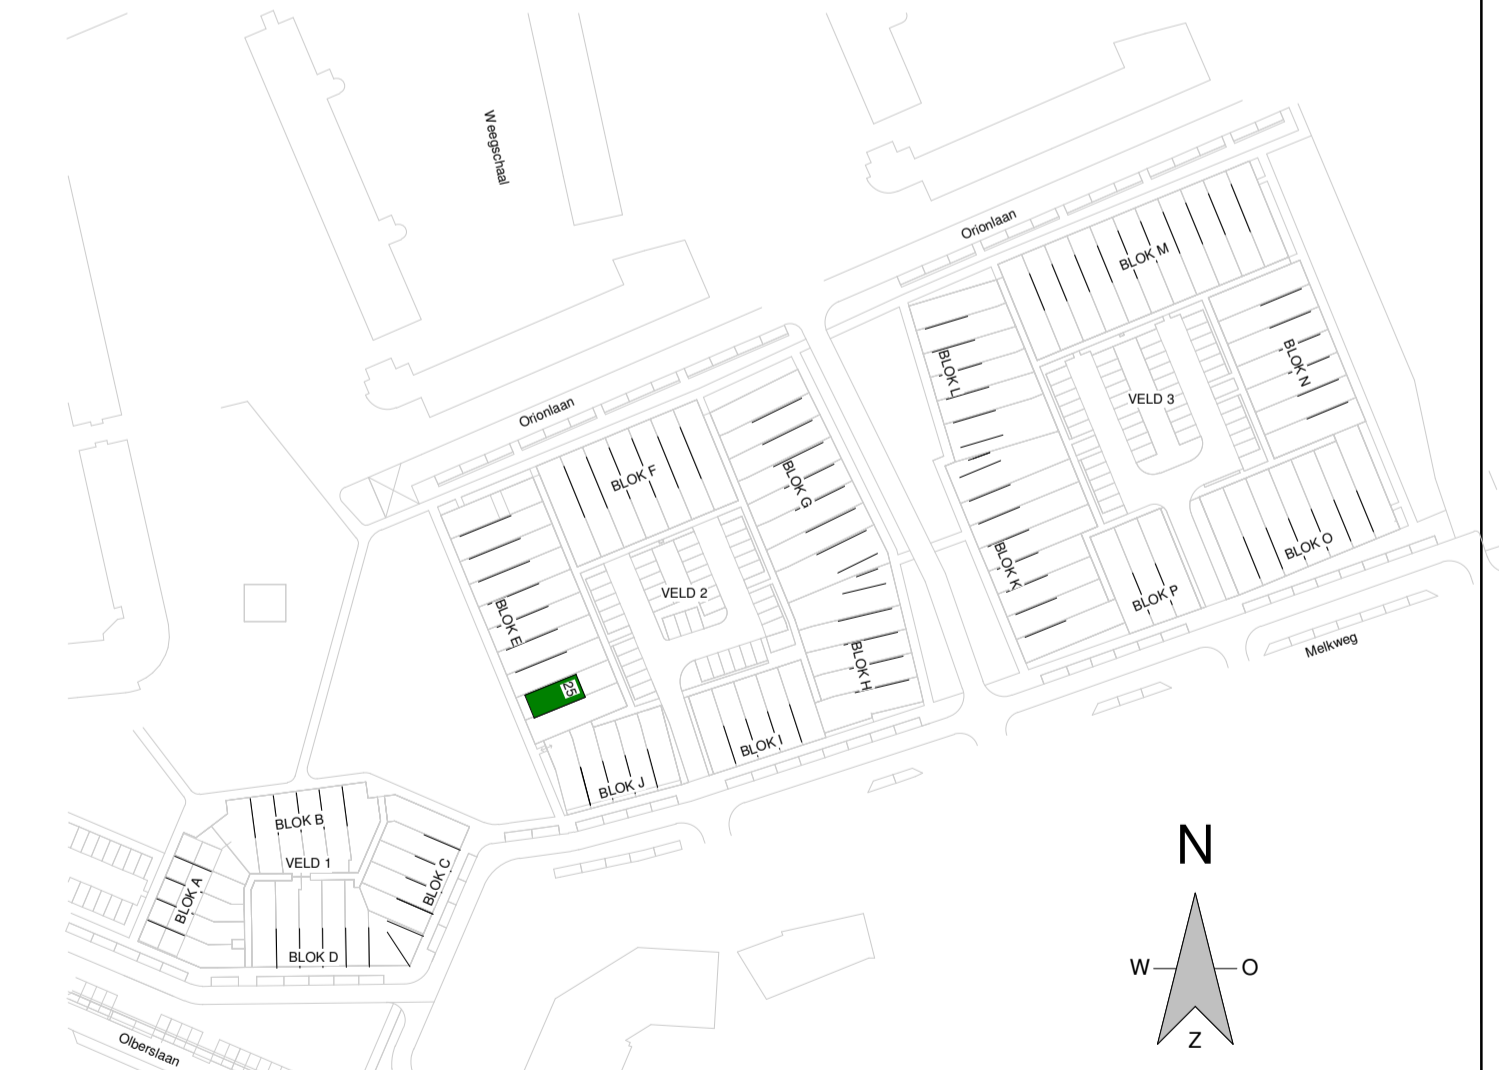 Weegschaal
Orionlaan
BLOK M
BLOK L
BLOK N
VELD 3
Orionlaan
BLOK F
BLOK G
BLOK K
BLOK O
BLOK P
VELD 2
BLOK E
BLOK H
Melkweg
25
BLOK I
BLOK J
BLOK B
VELD 1
BLOK C
BLOK A
BLOK D
Olberslaan
N
W
O
Z